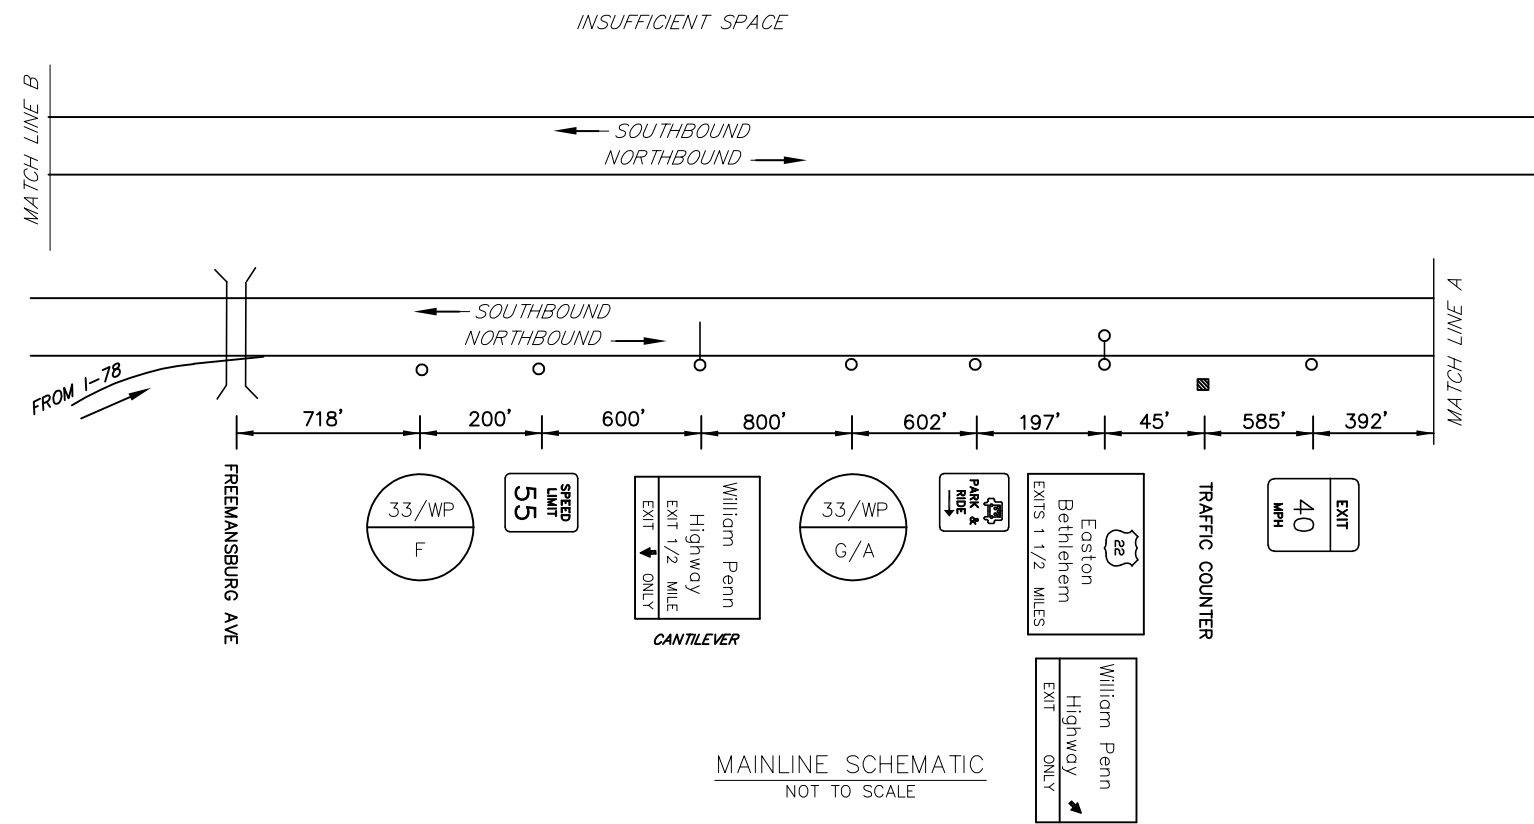 INSUFFICIENT SPACE
MATCH LINE B
SOUTHBOUND
NORTHBOUND
SOUTHBOUND
NORTHBOUND
MATCH LINE A
FROM I-78
718'
200'
600'
800'
602'
197'
45'
585'
392'
FREEMANSBURG AVE
33/WP
F
SPEED
LIMIT
55
William Penn
Highway
EXIT 1/2 MILE
EXIT ONLY
CANTILEVER
33/WP
G/A
PARK &
RIDE
22
Easton
Bethlehem
EXITS 1 1/2 MILES
William Penn
Highway
EXIT ONLY
TRAFFIC COUNTER
EXIT
40
MPH
MAINLINE SCHEMATIC
NOT TO SCALE